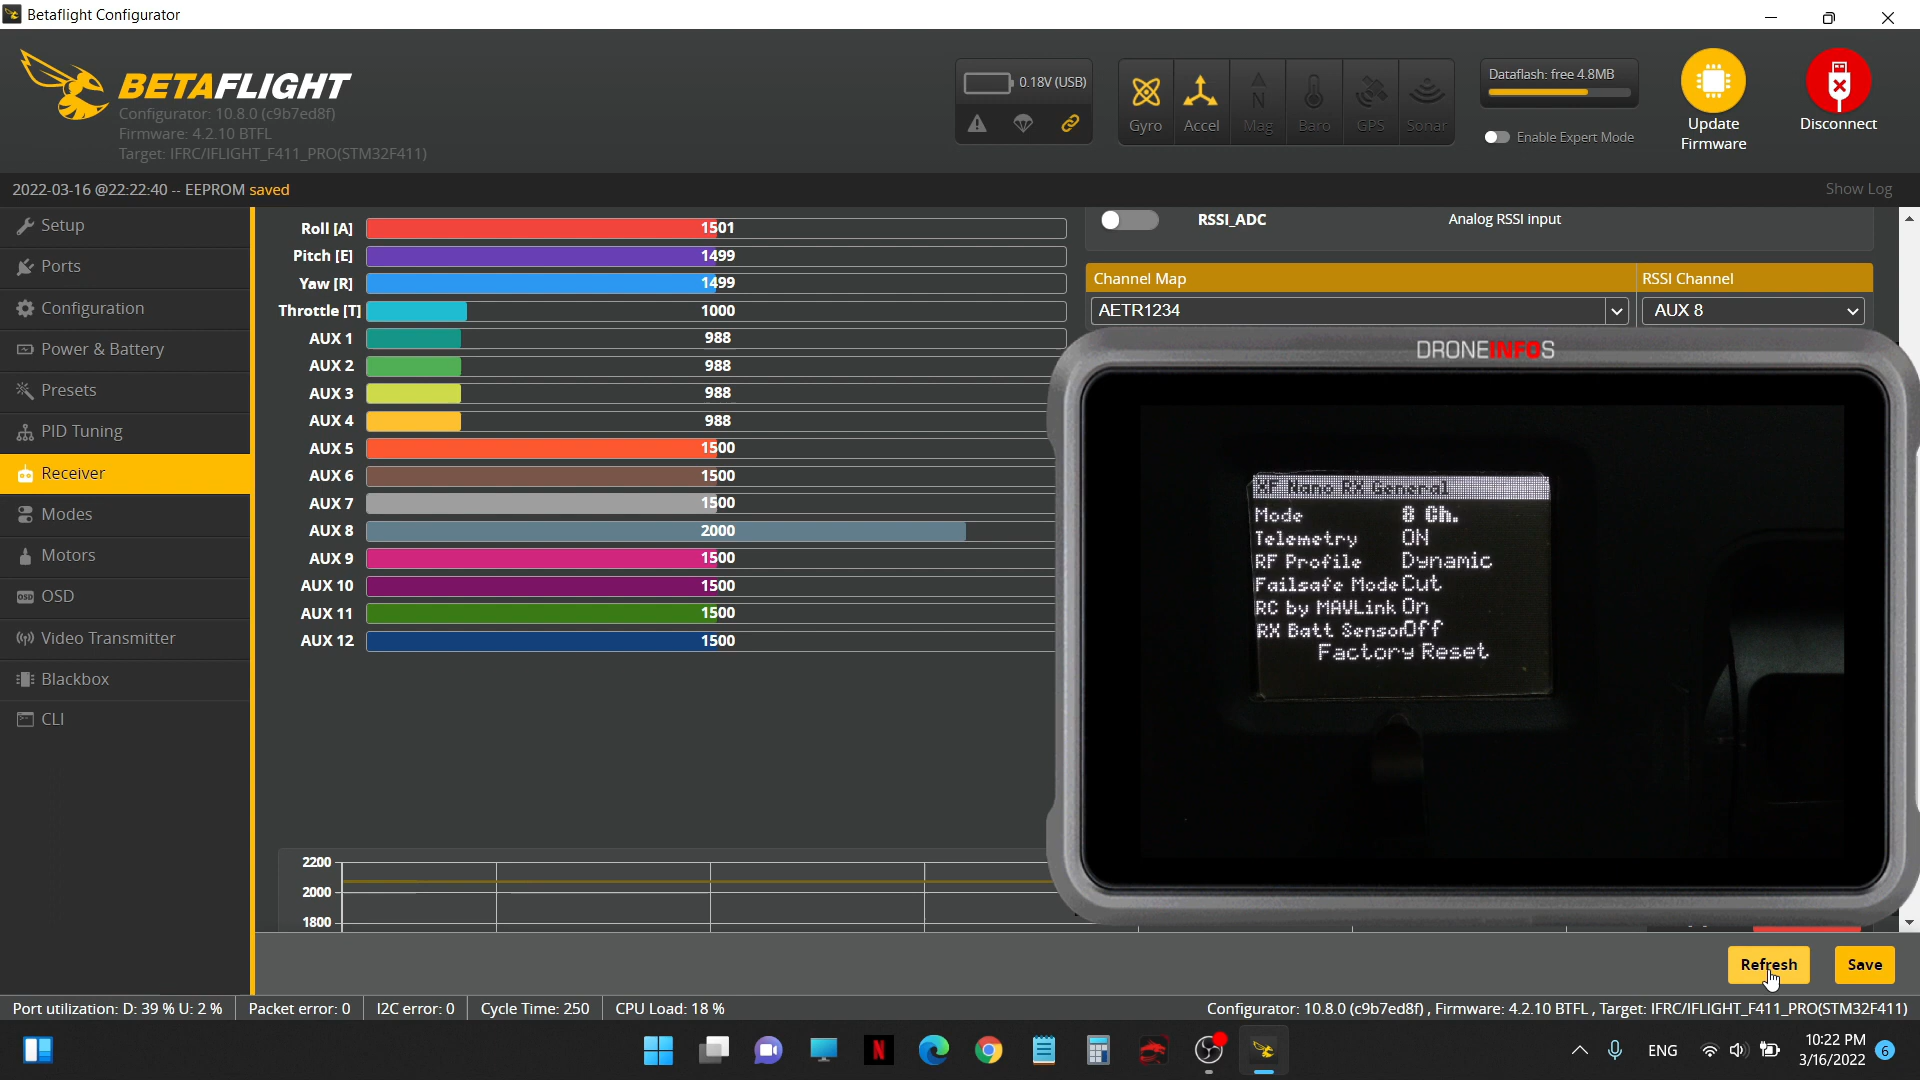 Betaflight Configurator
BETAFLIGHT
Configurator: 10.8.0 (c9b7ed8f)
Firmware: 4.2.10 BTFL
Target: IFRC/IFLIGHT_F411_PRO(STM32F411)
0.18V (USB)
Gyro
Accel
Mag
Baro
GPS
Sonar
Dataflash: free 4.8MB
Enable Expert Mode
Update
Firmware
Disconnect
2022-03-16 @22:22:40 -- EEPROM saved
Show Log
Setup
Ports
Configuration
Power & Battery
Presets
PID Tuning
Receiver
Modes
Motors
OSD
Video Transmitter
Blackbox
CLI
Roll [A] 1501
Pitch [E] 1499
Yaw [R] 1499
Throttle [T] 1000
AUX 1 988
AUX 2 988
AUX 3 988
AUX 4 988
AUX 5 1500
AUX 6 1500
AUX 7 1500
AUX 8 2000
AUX 9 1500
AUX 10 1500
AUX 11 1500
AUX 12 1500
2200
2000
1800
RSSI_ADC Analog RSSI input
Channel Map RSSI Channel
AETR1234 AUX 8
DRONEINFOS
XF Nano RX General
Mode 8 Ch.
Telemetry ON
RF Profile Dynamic
Failsafe Mode Cut
RC by MAVLink On
RX Batt Sensor Off
Factory Reset
Refresh
Save
Port utilization: D: 39 % U: 2 %
Packet error: 0
I2C error: 0
Cycle Time: 250
CPU Load: 18 %
Configurator: 10.8.0 (c9b7ed8f) , Firmware: 4.2.10 BTFL , Target: IFRC/IFLIGHT_F411_PRO(STM32F411)
N
ENG
10:22 PM
3/16/2022
6